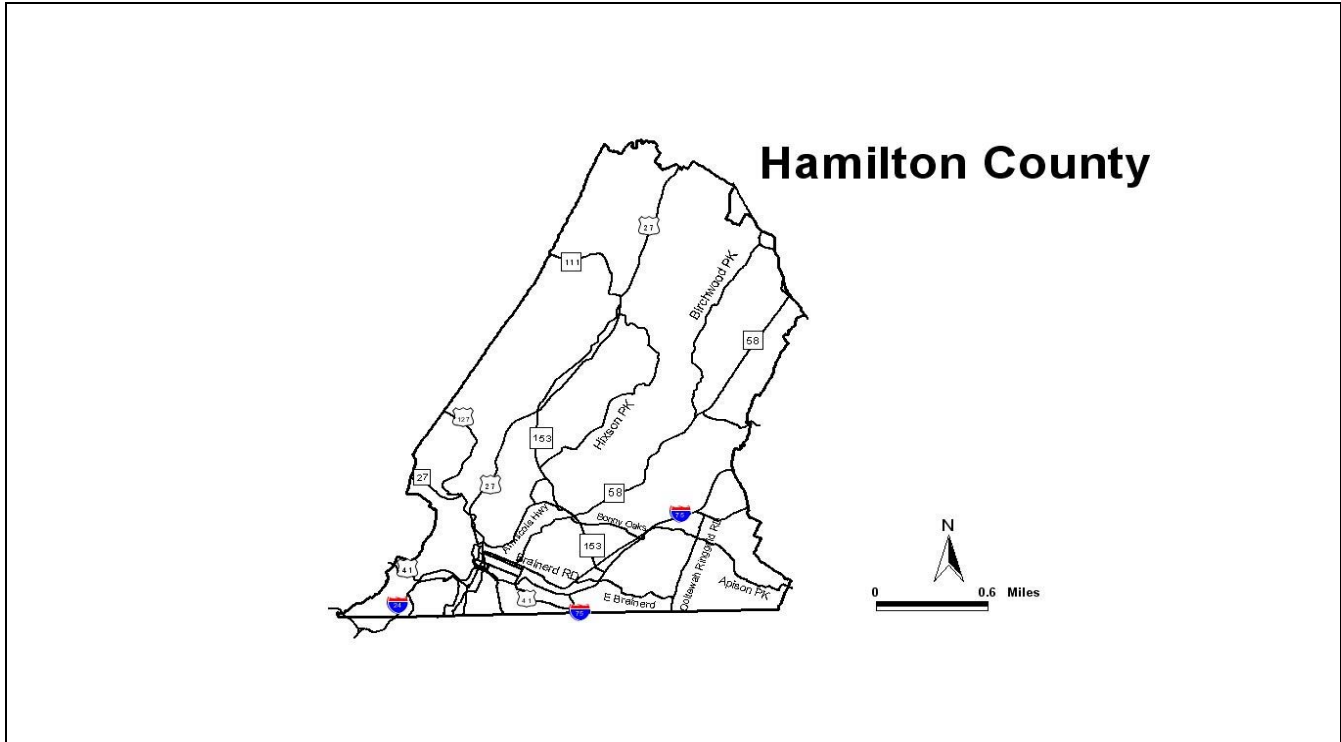 Hamilton County
27
111
Birchwood PK
58
127
Hixson PK
153
27
27
58
75
Bonny Oaks
Amnicola Hwy
153
Ooltewah Ringgold RD
Brainerd RD
41
Apison PK
E Brainerd
41
24
75
N
0 0.6 Miles